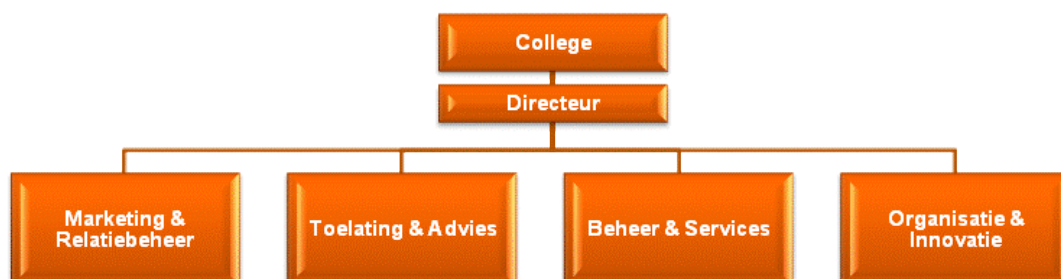 College
Directeur
Marketing &
Relatiebeheer
Toelating & Advies
Beheer & Services
Organisatie &
Innovatie